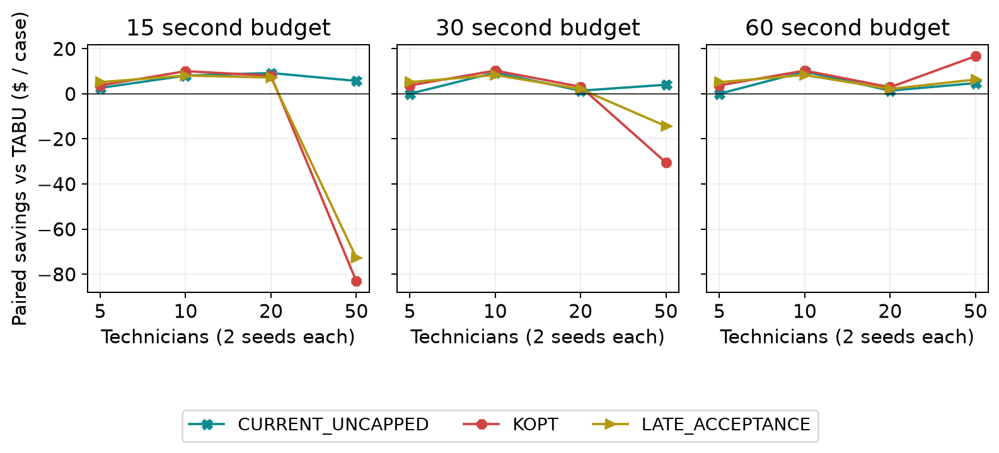 Paired savings vs TABU ($ / case)
15 second budget
30 second budget
60 second budget
20
0
−20
−40
−60
−80
5 10 20 50
5 10 20 50
5 10 20 50
Technicians (2 seeds each)
Technicians (2 seeds each)
Technicians (2 seeds each)
CURRENT_UNCAPPED
KOPT
LATE_ACCEPTANCE